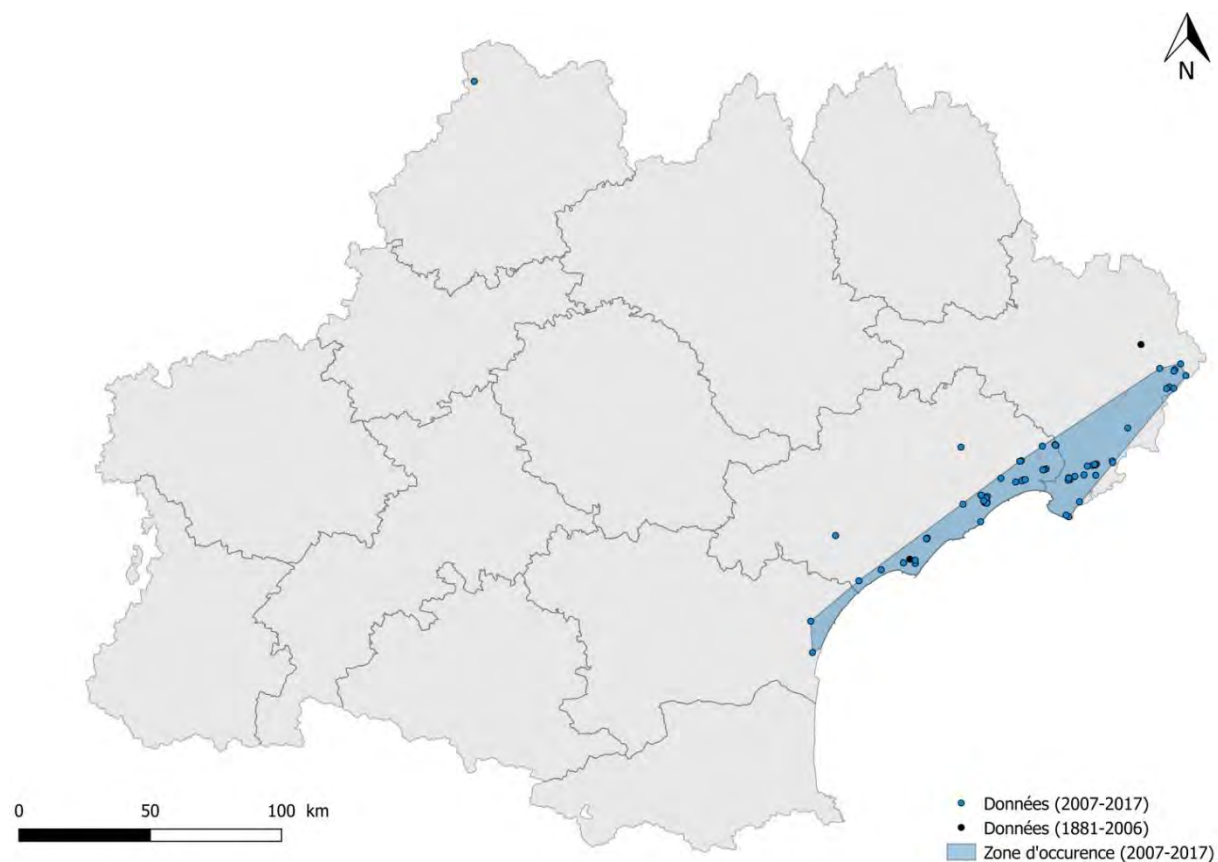 N
0 50 100 km
Données (2007-2017)
Données (1881-2006)
Zone d'occurence (2007-2017)